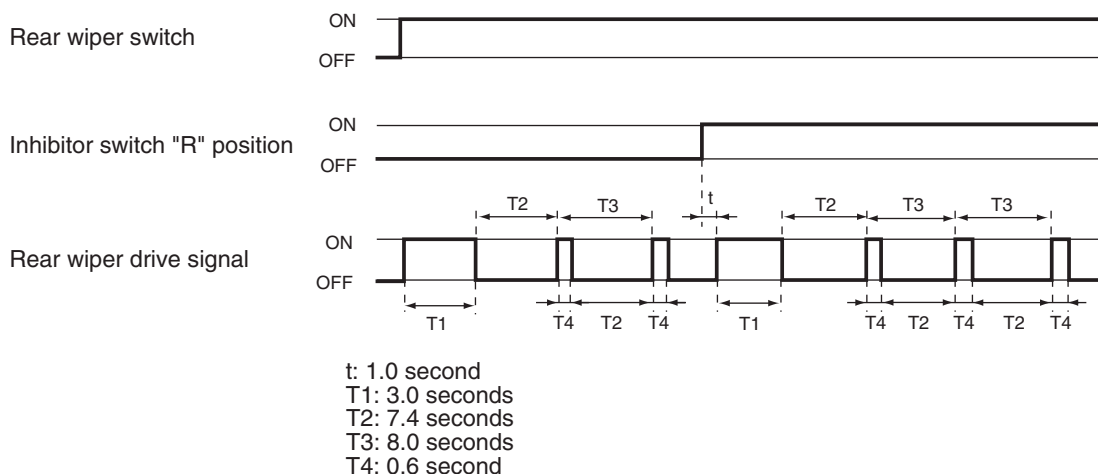 ON
Rear wiper switch
OFF
ON
Inhibitor switch "R" position
OFF
T2 T3 t T2 T3 T3
ON
Rear wiper drive signal
OFF
T1 T4 T2 T4 T1 T4 T2 T4 T2 T4
t: 1.0 second
T1: 3.0 seconds
T2: 7.4 seconds
T3: 8.0 seconds
T4: 0.6 second